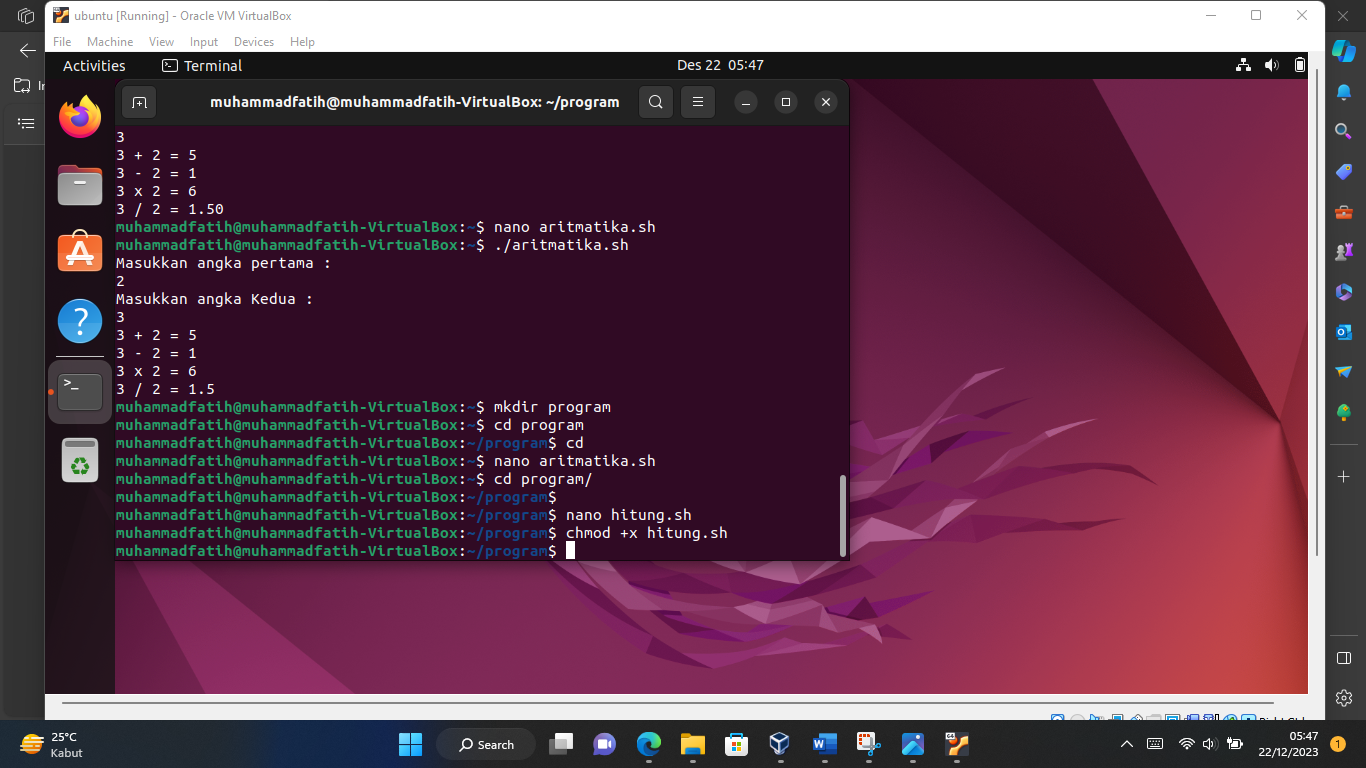 ubuntu [Running] - Oracle VM VirtualBox
File Machine View Input Devices Help
Activities Terminal Des 22 05:47
muhammadfatih@muhammadfatih-VirtualBox: ~/program
3
3 + 2 = 5
3 - 2 = 1
3 x 2 = 6
3 / 2 = 1.50
muhammadfatih@muhammadfatih-VirtualBox:~$ nano aritmatika.sh
muhammadfatih@muhammadfatih-VirtualBox:~$ ./aritmatika.sh
Masukkan angka pertama :
2
Masukkan angka Kedua :
3
3 + 2 = 5
3 - 2 = 1
3 x 2 = 6
3 / 2 = 1.5
muhammadfatih@muhammadfatih-VirtualBox:~$ mkdir program
muhammadfatih@muhammadfatih-VirtualBox:~$ cd program
muhammadfatih@muhammadfatih-VirtualBox:~/program$ cd
muhammadfatih@muhammadfatih-VirtualBox:~$ nano aritmatika.sh
muhammadfatih@muhammadfatih-VirtualBox:~$ cd program/
muhammadfatih@muhammadfatih-VirtualBox:~/program$
muhammadfatih@muhammadfatih-VirtualBox:~/program$ nano hitung.sh
muhammadfatih@muhammadfatih-VirtualBox:~/program$ chmod +x hitung.sh
muhammadfatih@muhammadfatih-VirtualBox:~/program$
25°C
Kabut
Search
05:47
22/12/2023
1